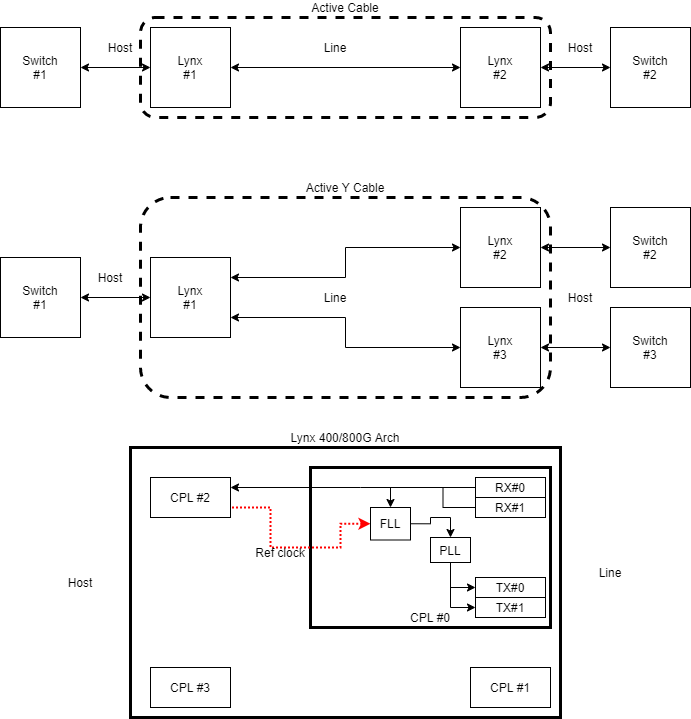 Active Cable
Switch
#1
Host
Lynx
#1
Line
Lynx
#2
Host
Switch
#2
Active Y Cable
Switch
#1
Host
Lynx
#1
Line
Lynx
#2
Switch
#2
Host
Lynx
#3
Switch
#3
Lynx 400/800G Arch
CPL #2
RX#0
RX#1
FLL
PLL
Ref clock
TX#0
TX#1
CPL #0
Host
Line
CPL #3
CPL #1